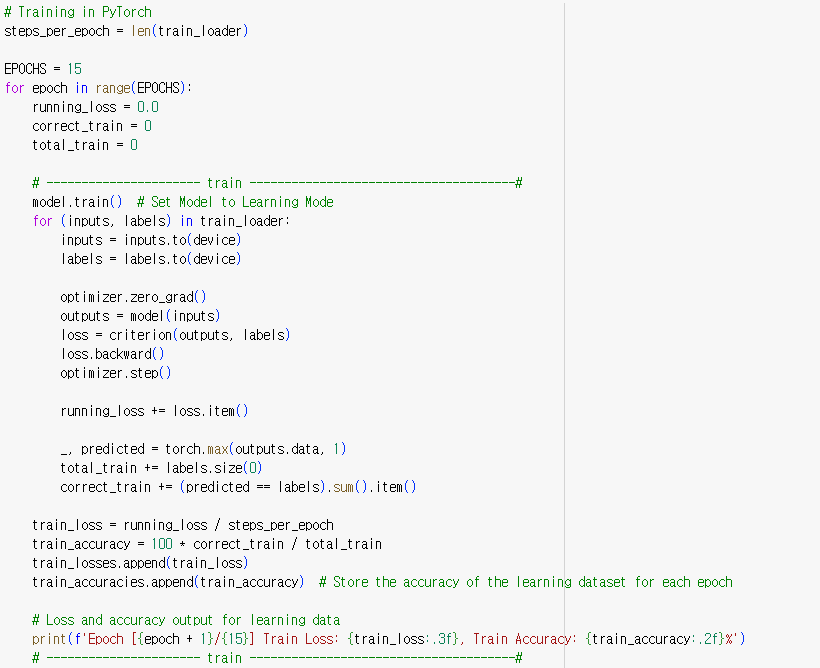 # Training in PyTorch
steps_per_epoch = len(train_loader)
EPOCHS = 15
for epoch in range(EPOCHS):
running_loss = 0.0
correct_train = 0
total_train = 0
# ---------------------- train --------------------------------------#
model.train()  # Set Model to Learning Mode
for (inputs, labels) in train_loader:
inputs = inputs.to(device)
labels = labels.to(device)
optimizer.zero_grad()
outputs = model(inputs)
loss = criterion(outputs, labels)
loss.backward()
optimizer.step()
running_loss += loss.item()
_, predicted = torch.max(outputs.data, 1)
total_train += labels.size(0)
correct_train += (predicted == labels).sum().item()
train_loss = running_loss / steps_per_epoch
train_accuracy = 100 * correct_train / total_train
train_losses.append(train_loss)
train_accuracies.append(train_accuracy)  # Store the accuracy of the learning dataset for each epoch
# Loss and accuracy output for learning data
print(f'Epoch [{epoch + 1}/{15}] Train Loss: {train_loss:.3f}, Train Accuracy: {train_accuracy:.2f}%')
# ---------------------- train --------------------------------------#